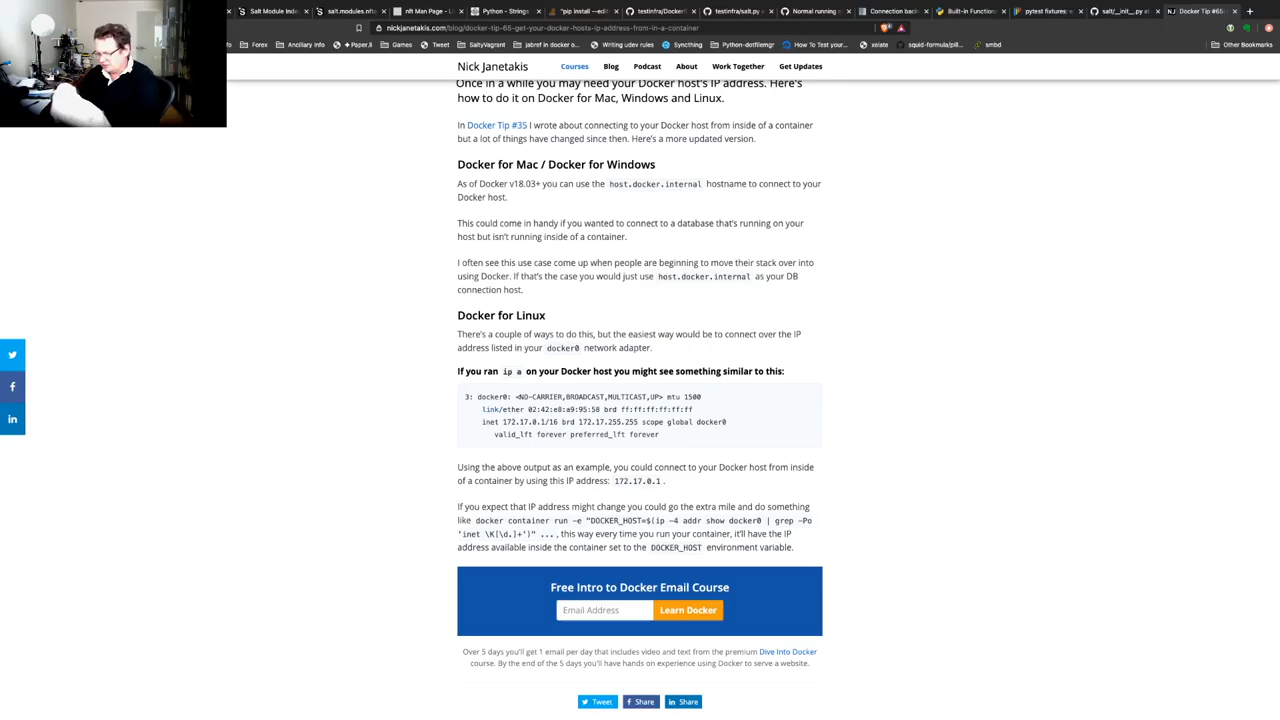 Salt Module Ind
salt.modules.nft
nft Man Page - L
Python - Strings
"pip install --edit
testinfra/DockerF
testinfra/salt.py a
Normal running s
Connection back
Built-in Functions
pytest fixtures: e
salt/__init__.py at
Docker Tip #65
nickjanetakis.com/blog/docker-tip-65-get-your-docker-hosts-ip-address-from-in-a-container
Forex
Ancillary Info
+ Paper.li
Games
Tweet
SaltyVagrant
jabref in docker o...
Writing udev rules
Syncthing
Python-dotfilemgr
How To Test your...
xelate
squid-formula/pill...
smbd
Other Bookmarks
Nick Janetakis
Courses Blog Podcast About Work Together Get Updates
Once in a while you may need your Docker host's IP address. Here's
how to do it on Docker for Mac, Windows and Linux.
In Docker Tip #35 I wrote about connecting to your Docker host from inside of a container
but a lot of things have changed since then. Here's a more updated version.
Docker for Mac / Docker for Windows
As of Docker v18.03+ you can use the host.docker.internal hostname to connect to your
Docker host.
This could come in handy if you wanted to connect to a database that's running on your
host but isn't running inside of a container.
I often see this use case come up when people are beginning to move their stack over into
using Docker. If that's the case you would just use host.docker.internal as your DB
connection host.
Docker for Linux
There's a couple of ways to do this, but the easiest way would be to connect over the IP
address listed in your docker0 network adapter.
If you ran ip a on your Docker host you might see something similar to this:
3: docker0: <NO-CARRIER,BROADCAST,MULTICAST,UP> mtu 1500
link/ether 02:42:e8:a9:95:58 brd ff:ff:ff:ff:ff:ff
inet 172.17.0.1/16 brd 172.17.255.255 scope global docker0
valid_lft forever preferred_lft forever
Using the above output as an example, you could connect to your Docker host from inside
of a container by using this IP address: 172.17.0.1 .
If you expect that IP address might change you could go the extra mile and do something
like docker container run -e "DOCKER_HOST=$(ip -4 addr show docker0 | grep -Po
'inet \K[\d.]+')" ... , this way every time you run your container, it'll have the IP
address available inside the container set to the DOCKER_HOST environment variable.
Free Intro to Docker Email Course
Email Address
Learn Docker
Over 5 days you'll get 1 email per day that includes video and text from the premium Dive Into Docker
course. By the end of the 5 days you'll have hands on experience using Docker to serve a website.
Tweet
Share
Share